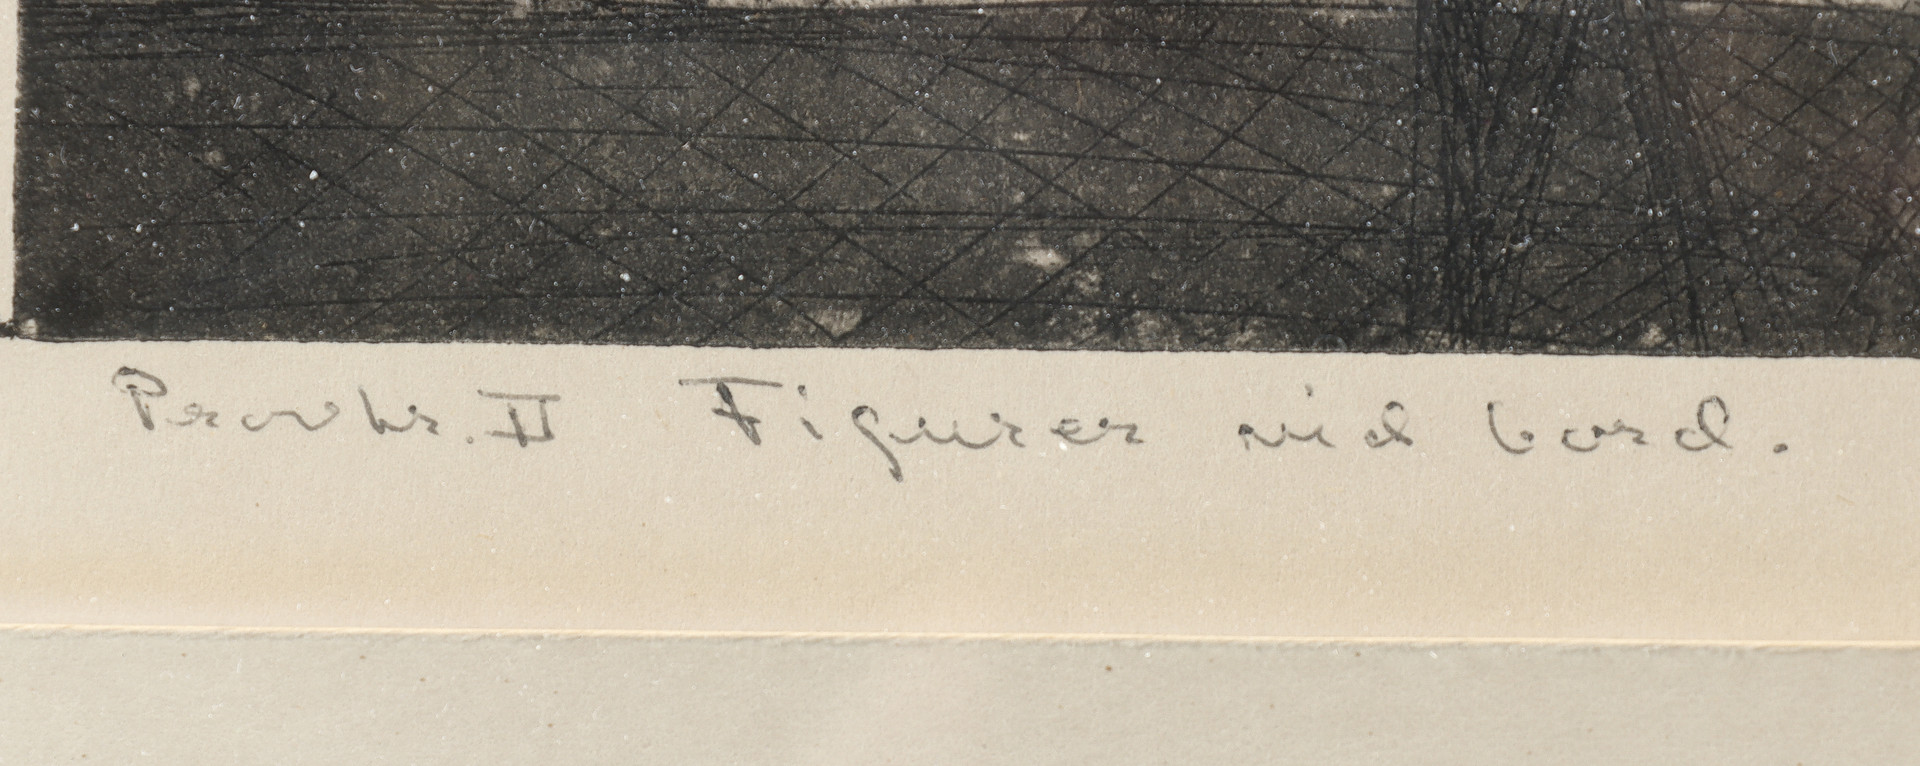 Provtr. II Figurer vid bord.